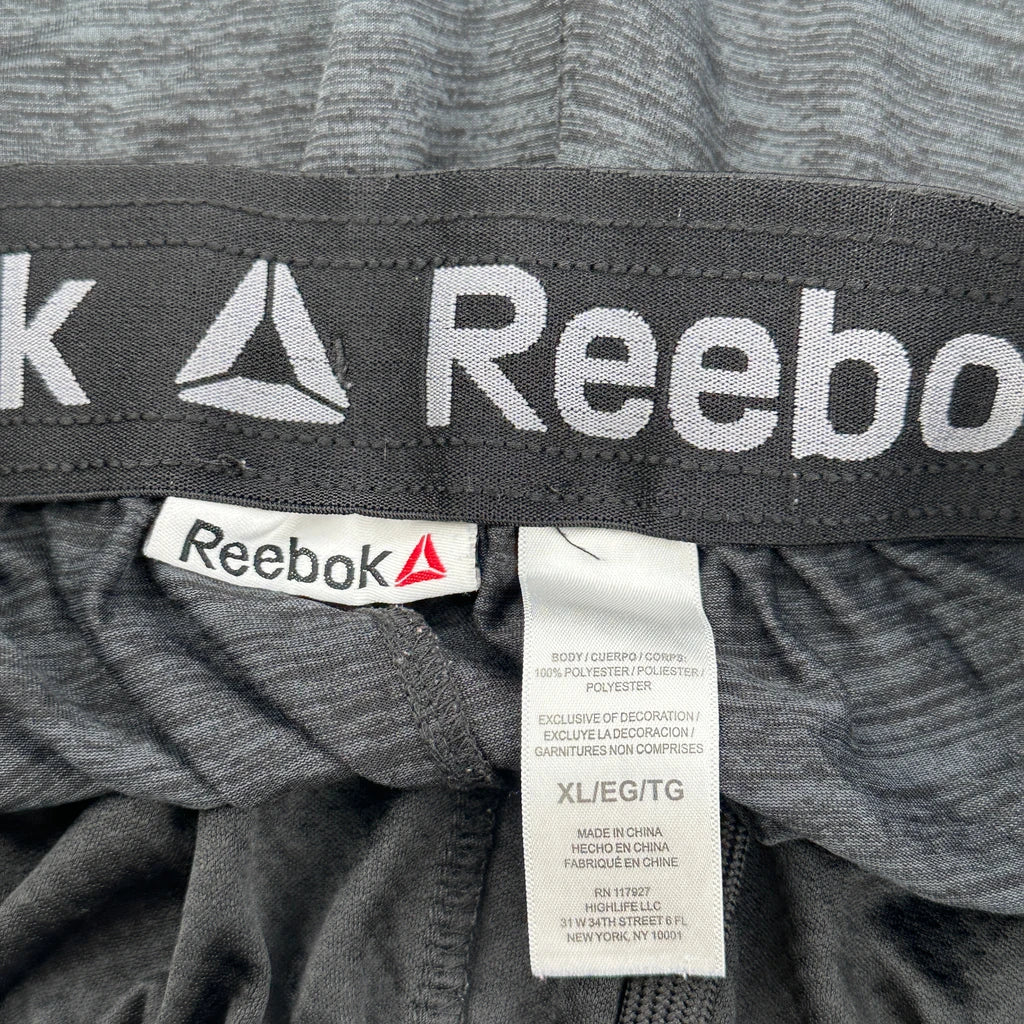 k Reebo
Reebok
BODY / CUERPO / CORPS:
100% POLYESTER / POLIESTER /
POLYESTER
EXCLUSIVE OF DECORATION /
EXCLUYE LA DECORACION /
GARNITURES NON COMPRISES
XL/EG/TG
MADE IN CHINA
HECHO EN CHINA
FABRIQUÉ EN CHINE
RN 117927
HIGHLIFE LLC
31 W 34TH STREET 6 FL
NEW YORK, NY 10001